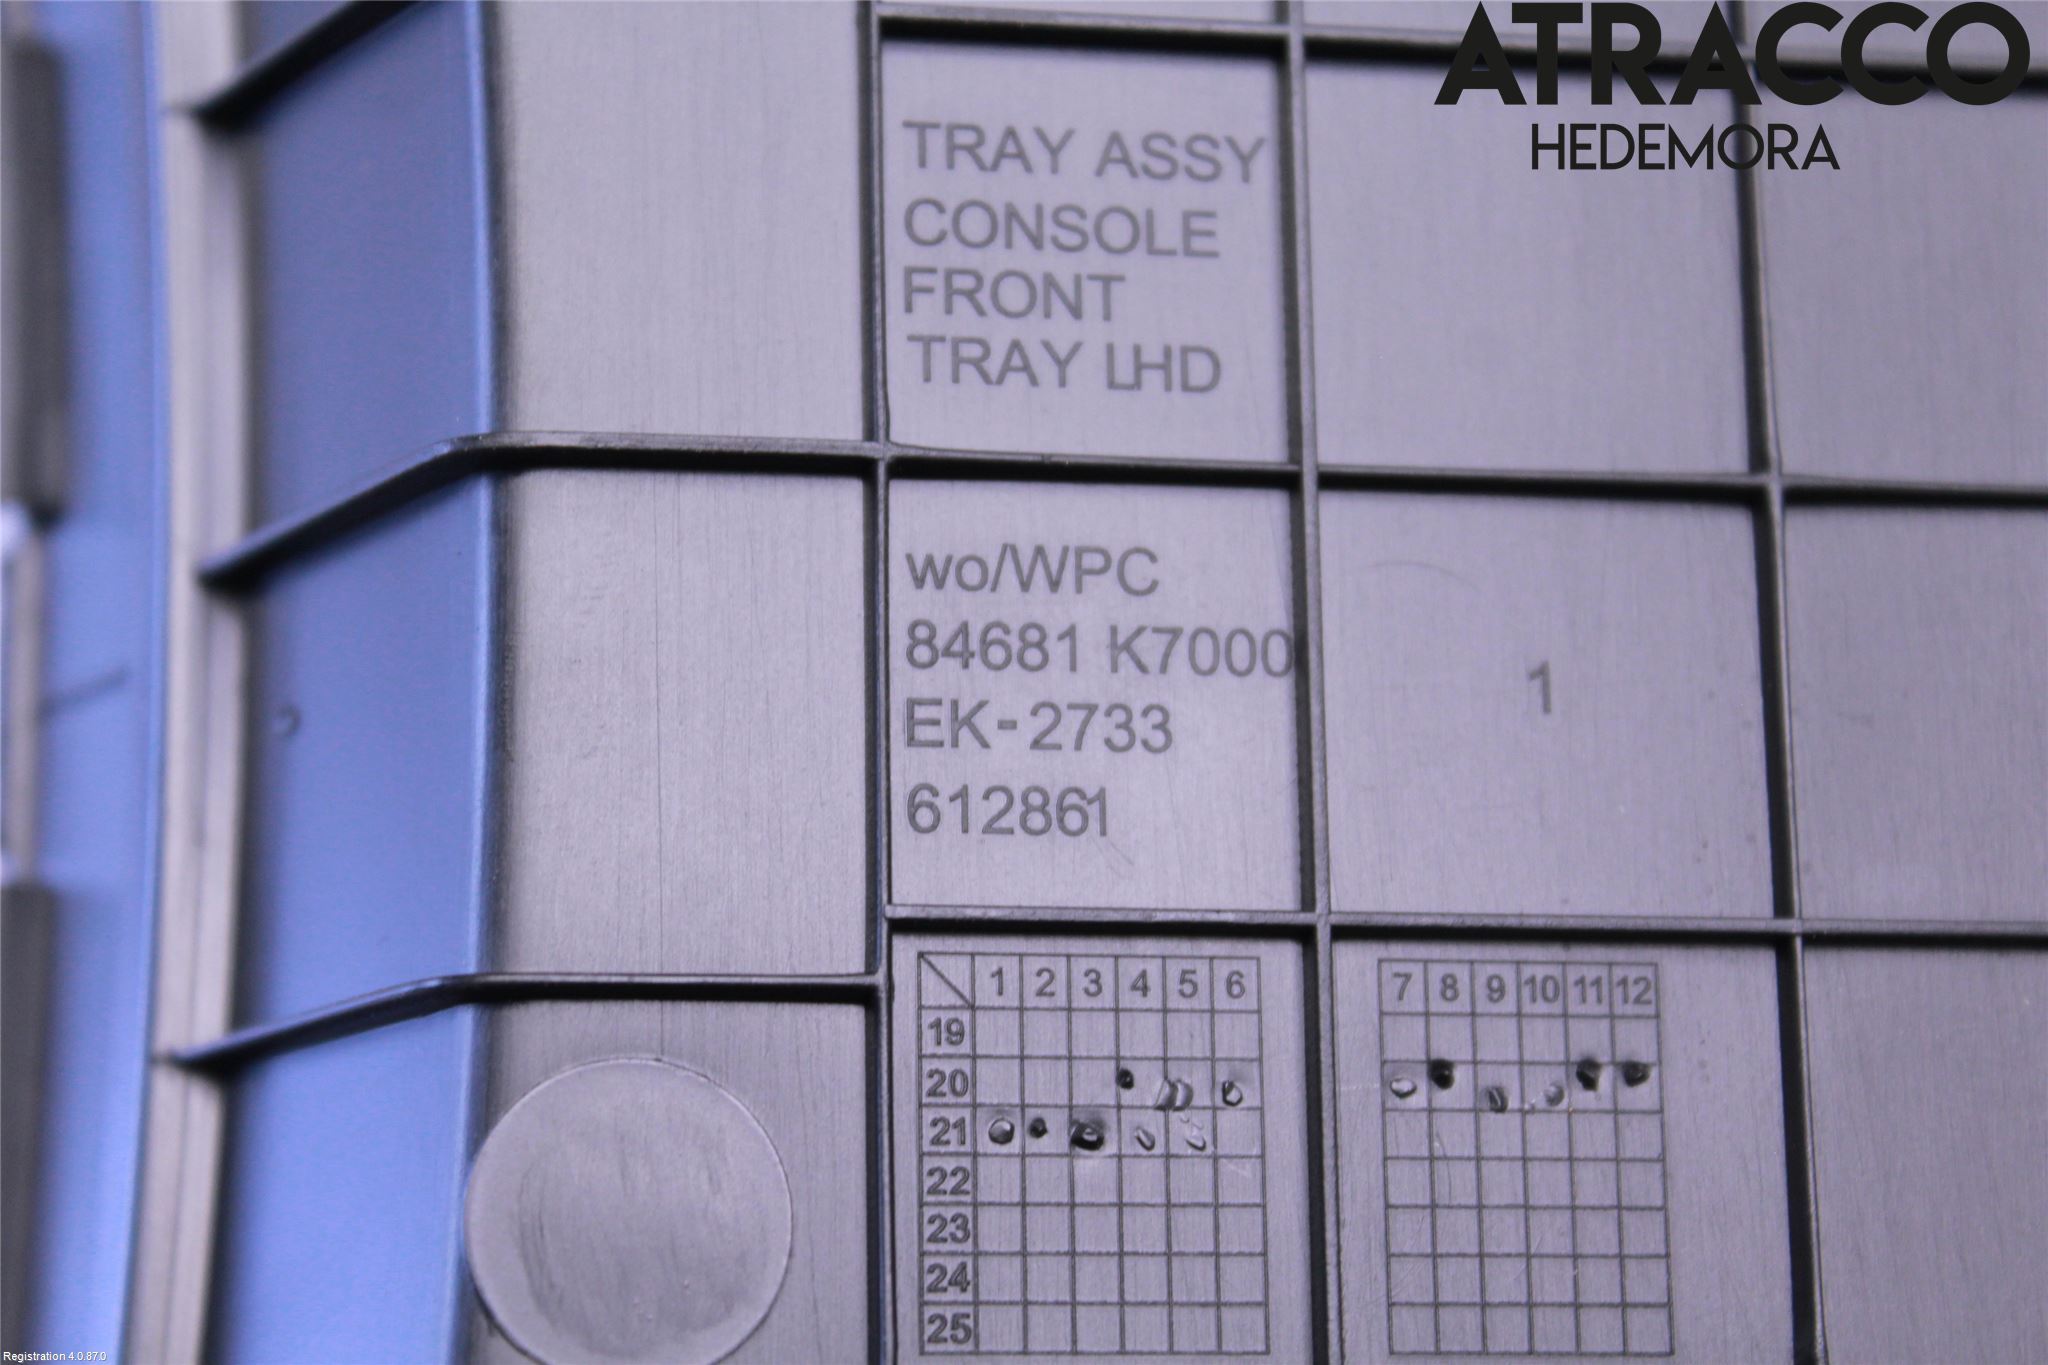 ATRACCO
HEDEMORA
TRAY ASSY
CONSOLE
FRONT
TRAY LHD
wo/WPC
84681 K7000
EK-2733
612861
1
1 2 3 4 5 6
7 8 9 10 11 12
19
20
21
22
23
24
25
Registration 4.0.87.0